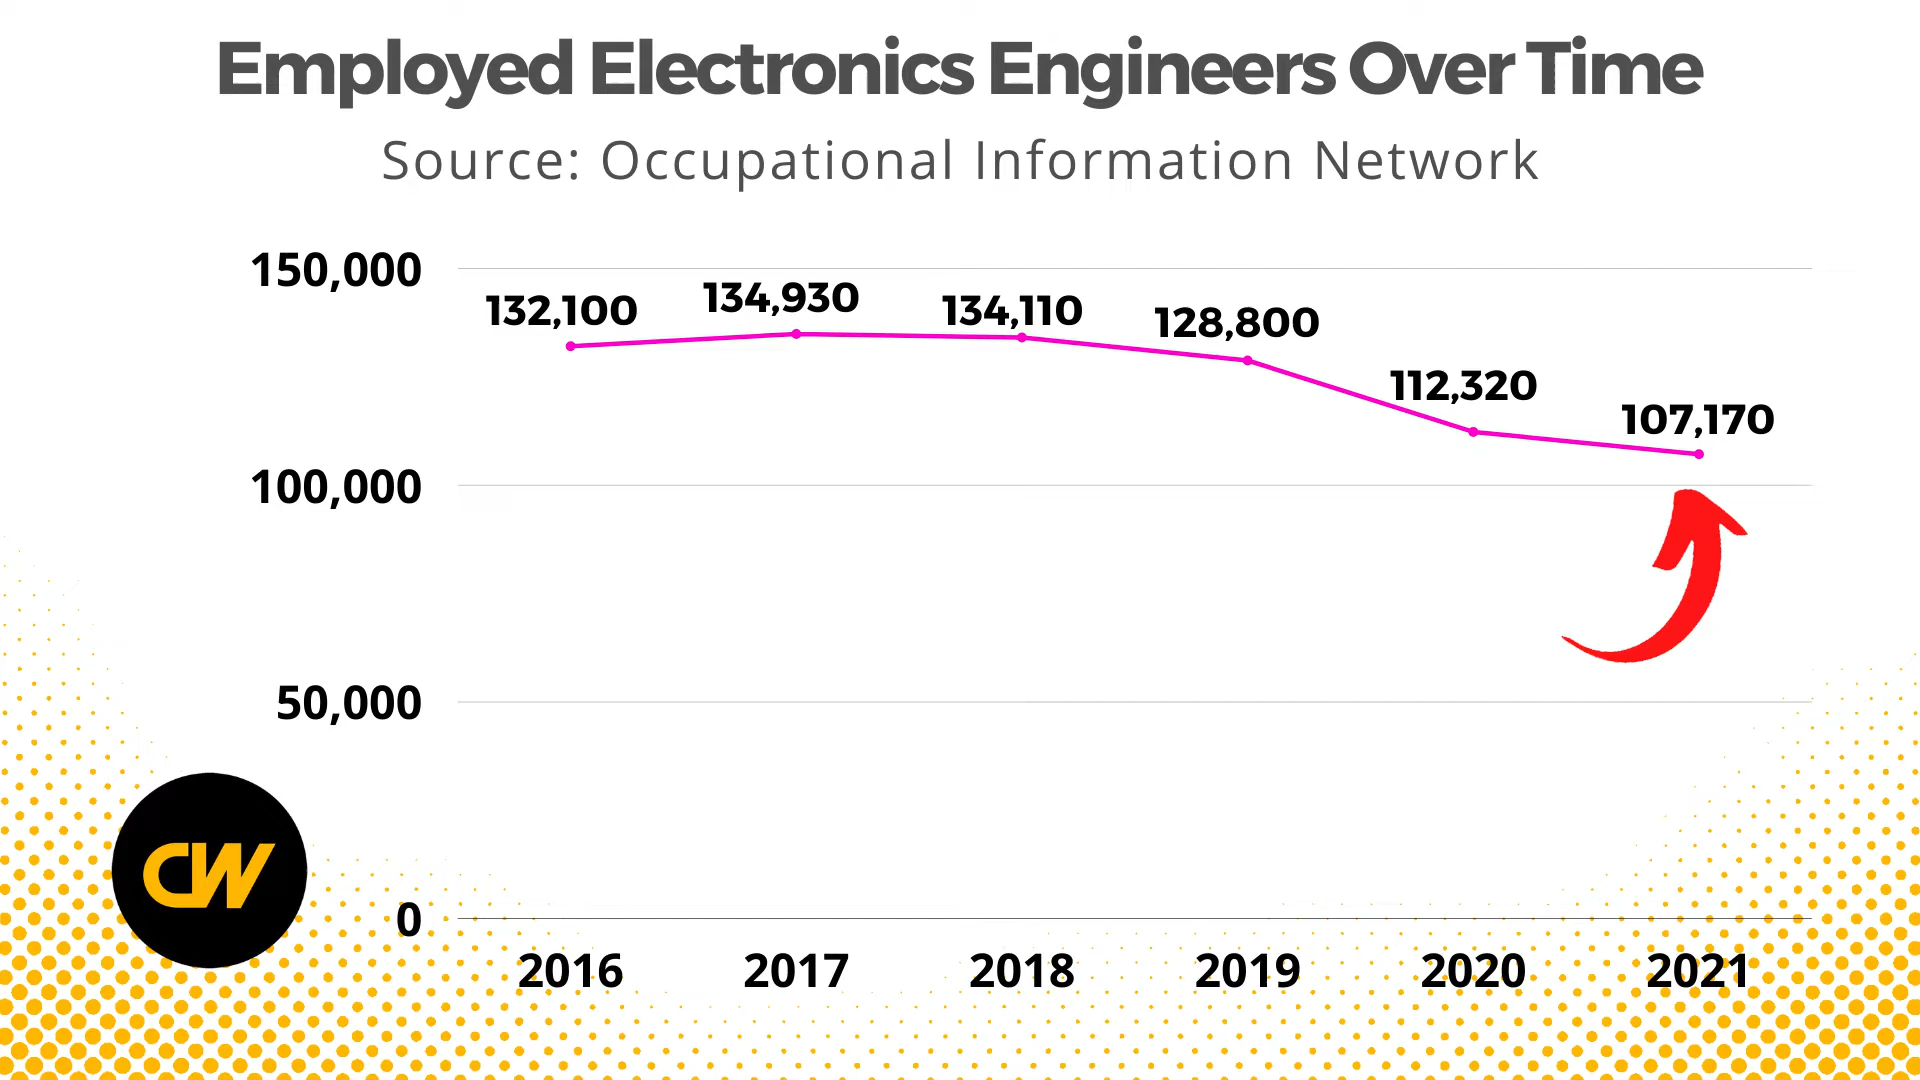 Employed Electronics Engineers Over Time
Source: Occupational Information Network
150,000
132,100
134,930
134,110
128,800
112,320
107,170
100,000
50,000
CW
0
2016 2017 2018 2019 2020 2021